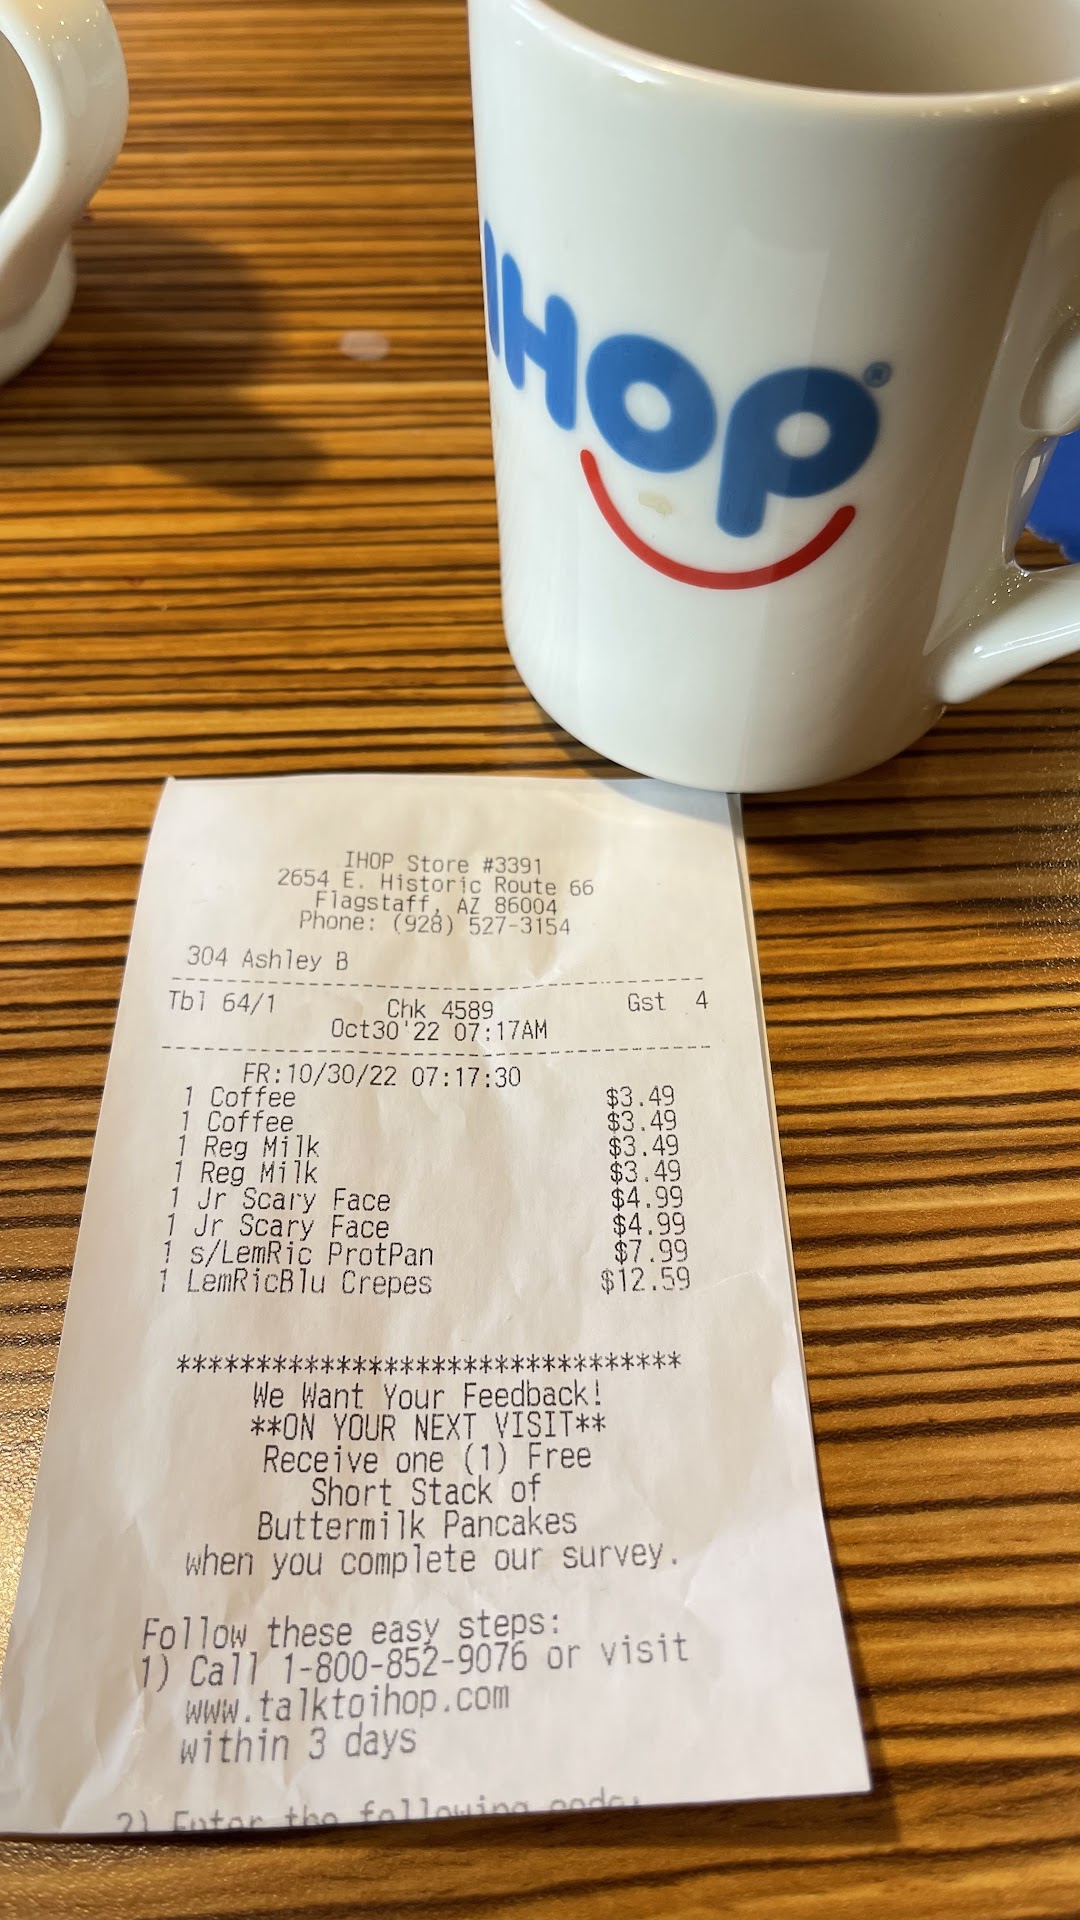 IHOP®
IHOP Store #3391
2654 E. Historic Route 66
Flagstaff, AZ 86004
Phone: (928) 527-3154
304 Ashley B
Tbl 64/1 Chk 4589 Gst 4
Oct30'22 07:17AM
FR:10/30/22 07:17:30
1 Coffee $3.49
1 Coffee $3.49
1 Reg Milk $3.49
1 Reg Milk $3.49
1 Jr Scary Face $4.99
1 Jr Scary Face $4.99
1 s/LemRic ProtPan $7.99
1 LemRicBlu Crepes $12.59
*******************************
We Want Your Feedback!
**ON YOUR NEXT VISIT**
Receive one (1) Free
Short Stack of
Buttermilk Pancakes
when you complete our survey.
Follow these easy steps:
1) Call 1-800-852-9076 or visit
www.talktoihop.com
within 3 days
2) Enter the following code: